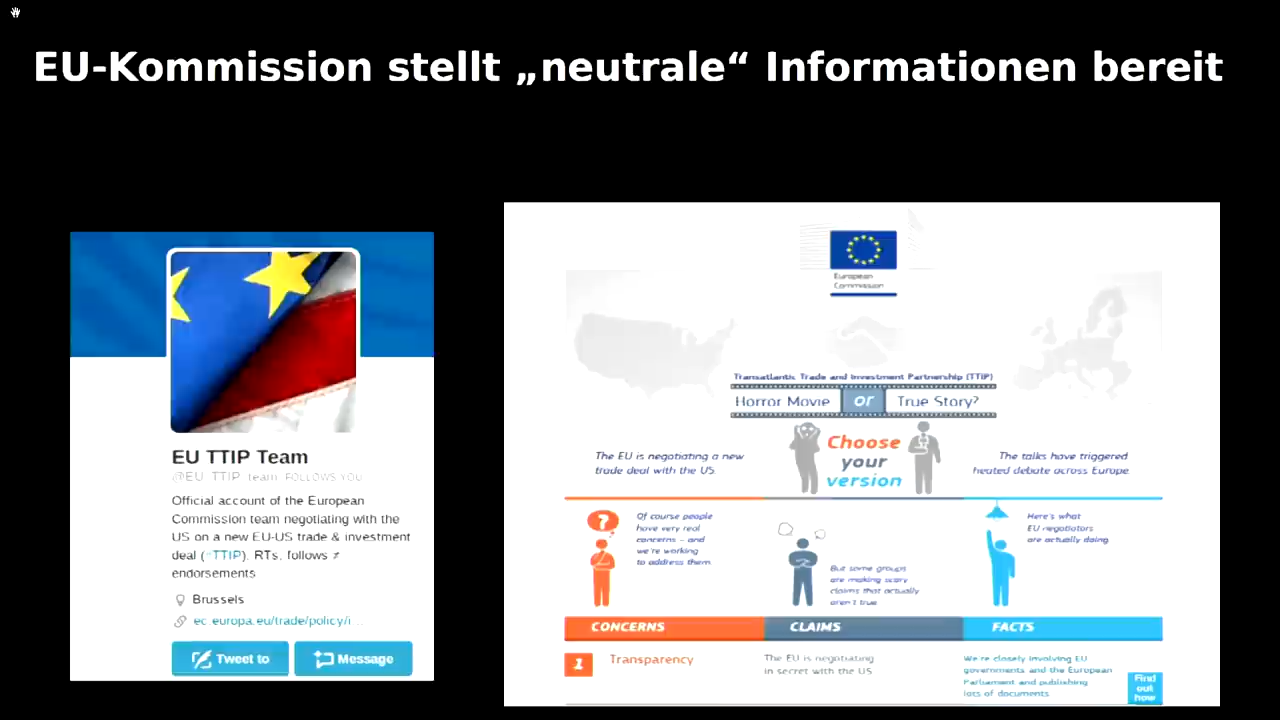 EU-Kommission stellt „neutrale“ Informationen bereit
EU TTIP Team
@EU_TTIP_team FOLLOWS YOU
Official account of the European
Commission team negotiating with the
US on a new EU-US trade & investment
deal (#TTIP). RTs, follows ≠
endorsements
Brussels
ec.europa.eu/trade/policy/i…
Tweet to
Message
European
Commission
Transatlantic Trade and Investment Partnership (TTIP)
Horror Movie or True Story?
Choose
your
version
The EU is negotiating a new
trade deal with the US.
The talks have triggered
heated debate across Europe.
Of course people
have very real
concerns – and
we're working
to address them.
But some groups
are making scary
claims that actually
aren't true.
Here's what
EU negotiators
are actually doing.
CONCERNS
CLAIMS
FACTS
1
Transparency
The EU is negotiating
in secret with the US.
We're closely involving EU
governments and the European
Parliament and publishing
lots of documents.
Find
out
how